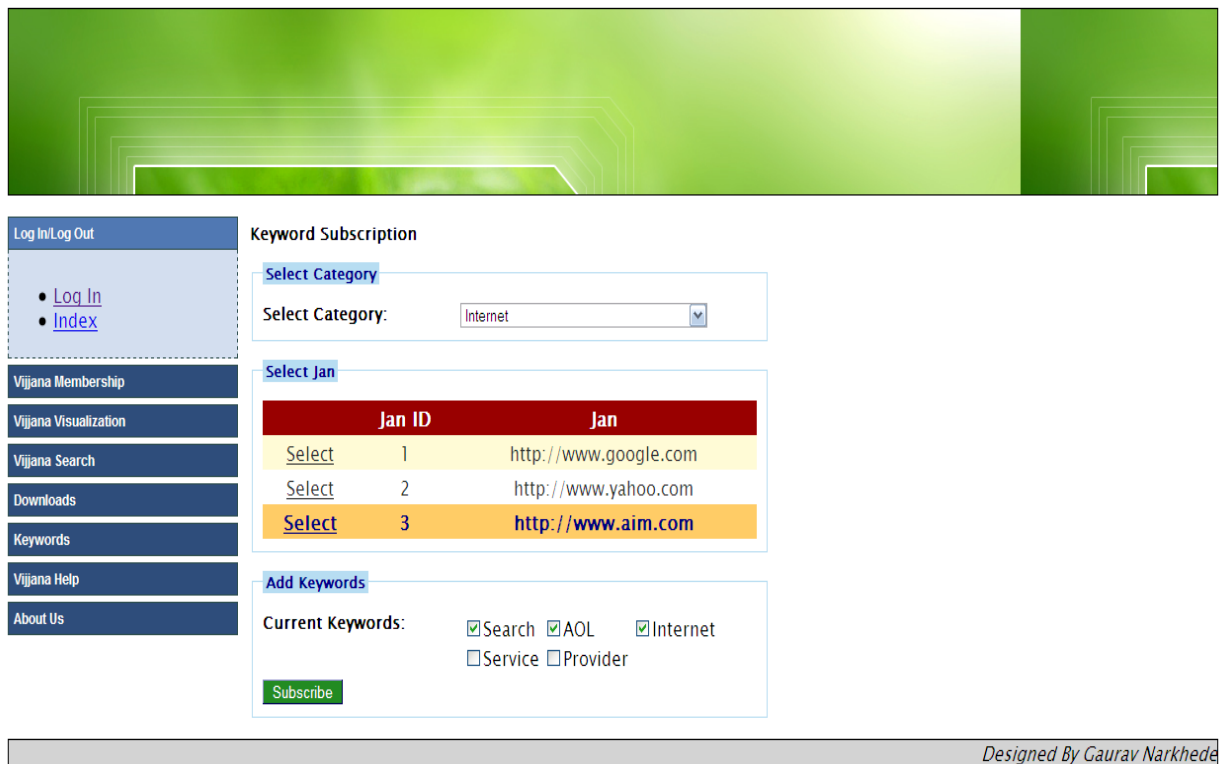 Log In/Log Out
Log In
Index
Vijjana Membership
Vijjana Visualization
Vijjana Search
Downloads
Keywords
Vijjana Help
About Us
Keyword Subscription
Select Category
Select Category: Internet
Select Jan
Jan ID Jan
Select 1 http://www.google.com
Select 2 http://www.yahoo.com
Select 3 http://www.aim.com
Add Keywords
Current Keywords: Search AOL Internet
Service Provider
Subscribe
Designed By Gaurav Narkhede